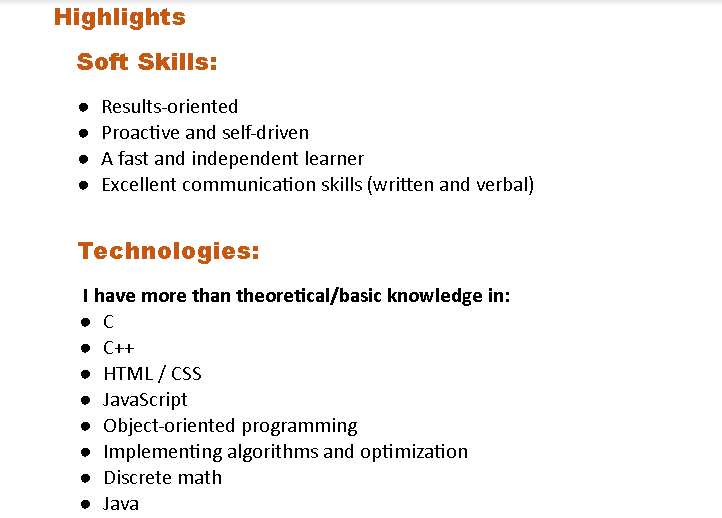 Highlights
Soft Skills:
● Results-oriented
● Proactive and self-driven
● A fast and independent learner
● Excellent communication skills (written and verbal)
Technologies:
I have more than theoretical/basic knowledge in:
● C
● C++
● HTML / CSS
● JavaScript
● Object-oriented programming
● Implementing algorithms and optimization
● Discrete math
● Java